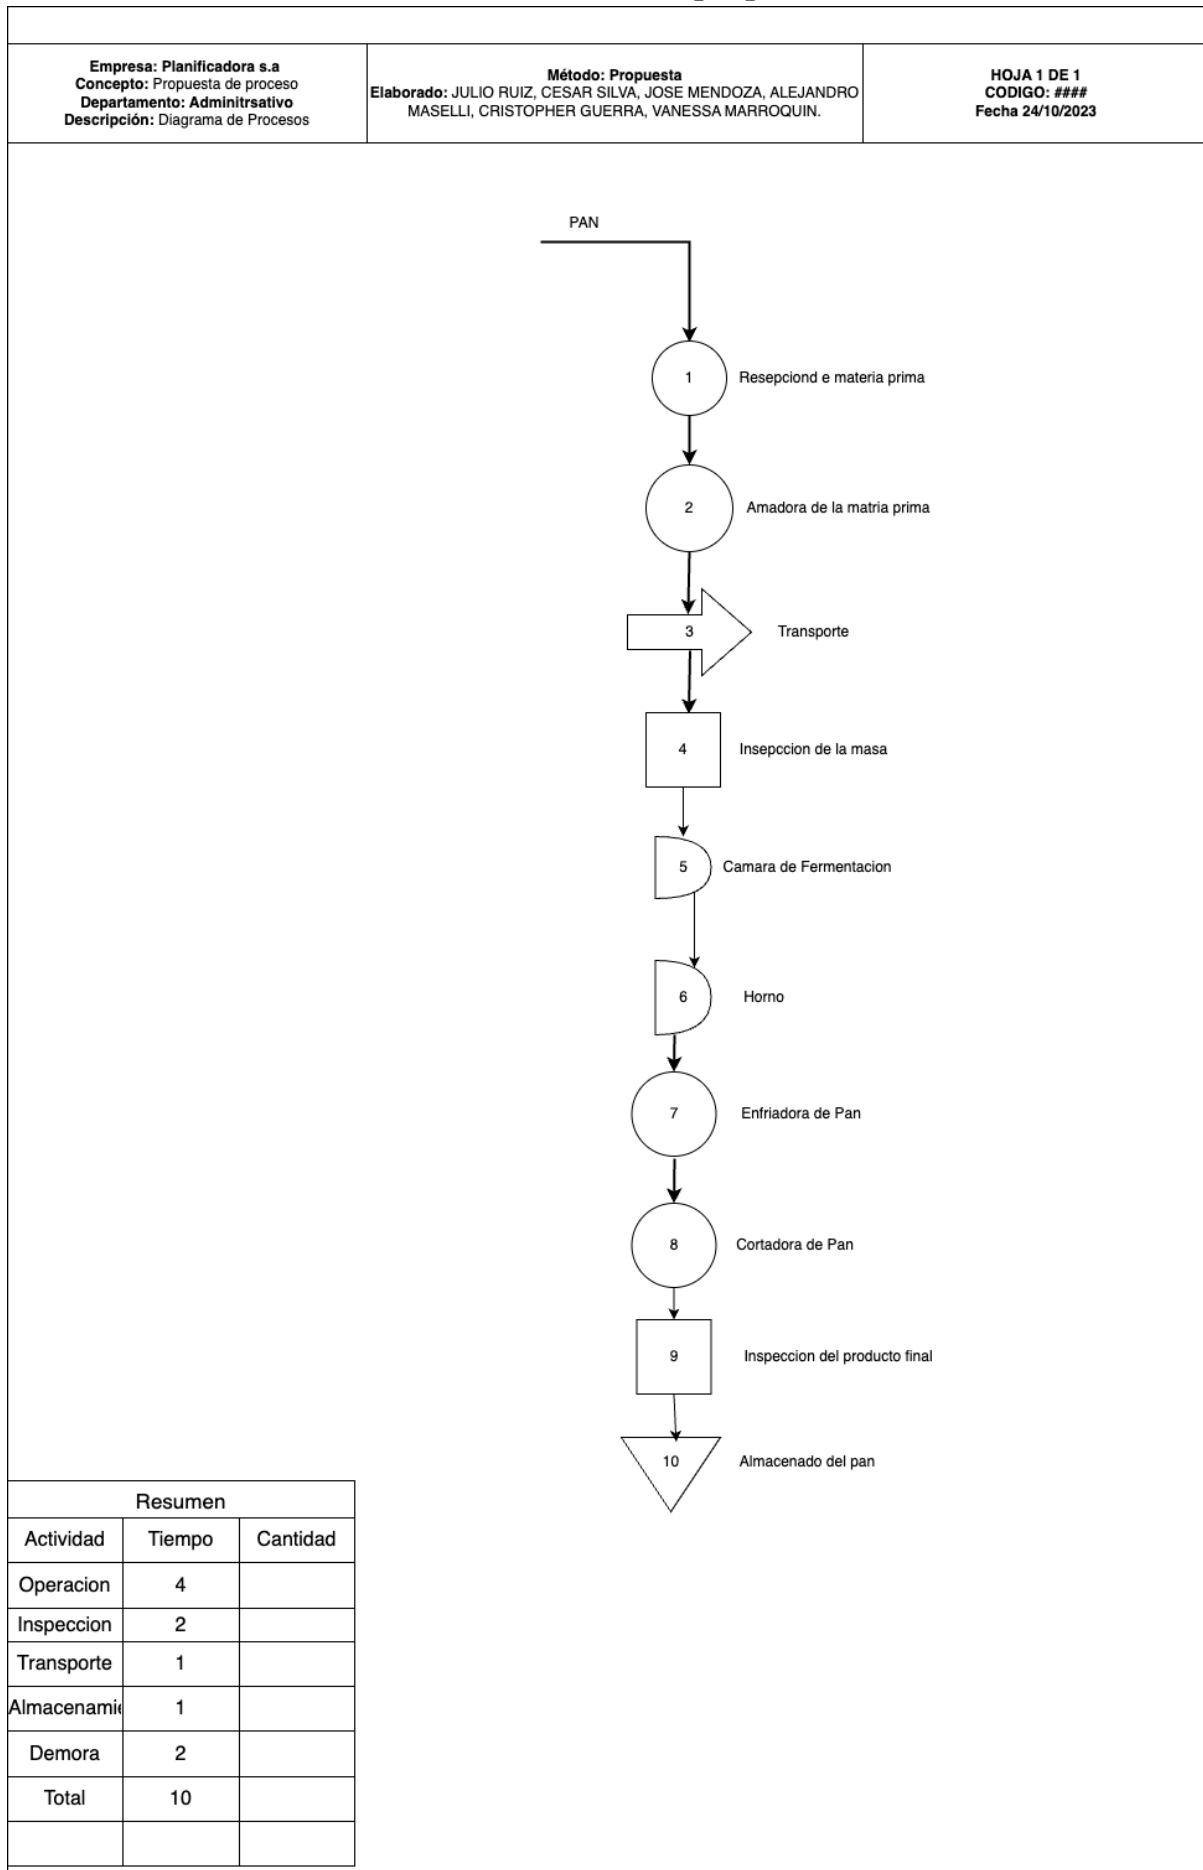 Empresa: Planificadora s.a
Concepto: Propuesta de proceso
Departamento: Adminitrsativo
Descripción: Diagrama de Procesos
Método: Propuesta
Elaborado: JULIO RUIZ, CESAR SILVA, JOSE MENDOZA, ALEJANDRO
MASELLI, CRISTOPHER GUERRA, VANESSA MARROQUIN.
HOJA 1 DE 1
CODIGO: ####
Fecha 24/10/2023
PAN
1 Resepciond e materia prima
2 Amadora de la matria prima
3 Transporte
4 Insepccion de la masa
5 Camara de Fermentacion
6 Horno
7 Enfriadora de Pan
8 Cortadora de Pan
9 Inspeccion del producto final
10 Almacenado del pan
Resumen
Actividad Tiempo Cantidad
Operacion 4
Inspeccion 2
Transporte 1
Almacenami 1
Demora 2
Total 10